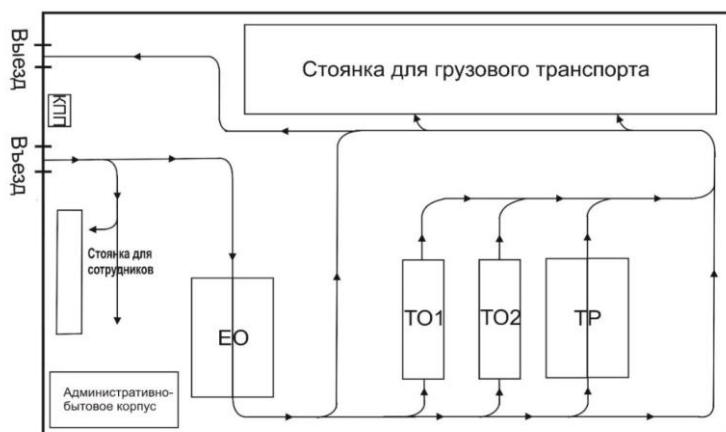 Выезд
КПП
Въезд
Стоянка для грузового транспорта
Стоянка для
сотрудников
ЕО
ТО1
ТО2
ТР
Административно-
бытовое корпус